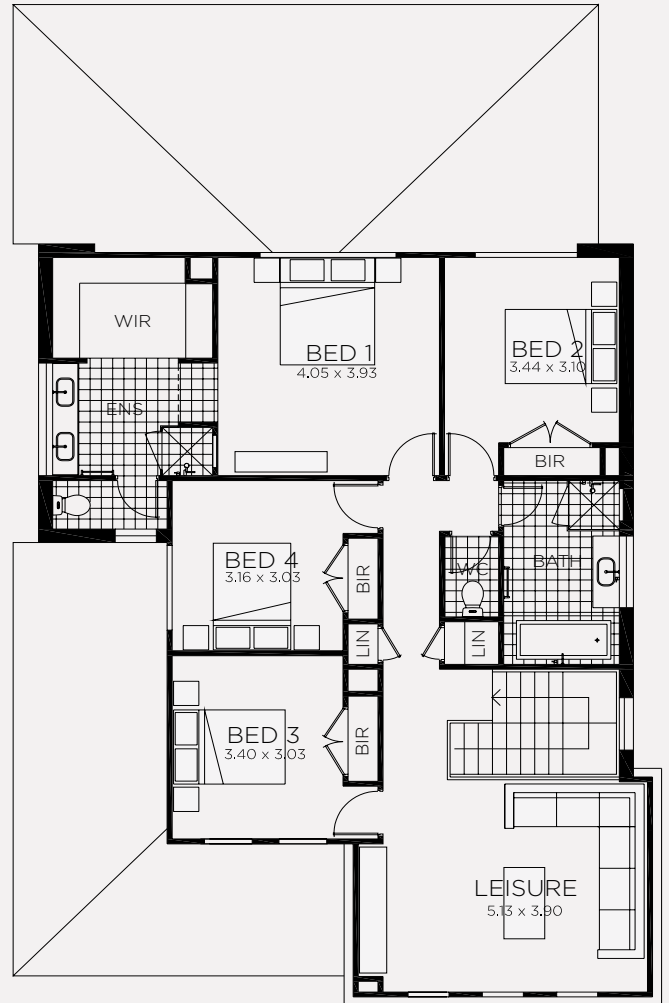 WIR
BED 1
4.05 x 3.93
BED 2
3.44 x 3.10
ENS
BIR
BED 4
3.16 x 3.03
BIR
WC
BATH
LIN
LIN
BED 3
3.40 x 3.03
BIR
LEISURE
5.13 x 3.90